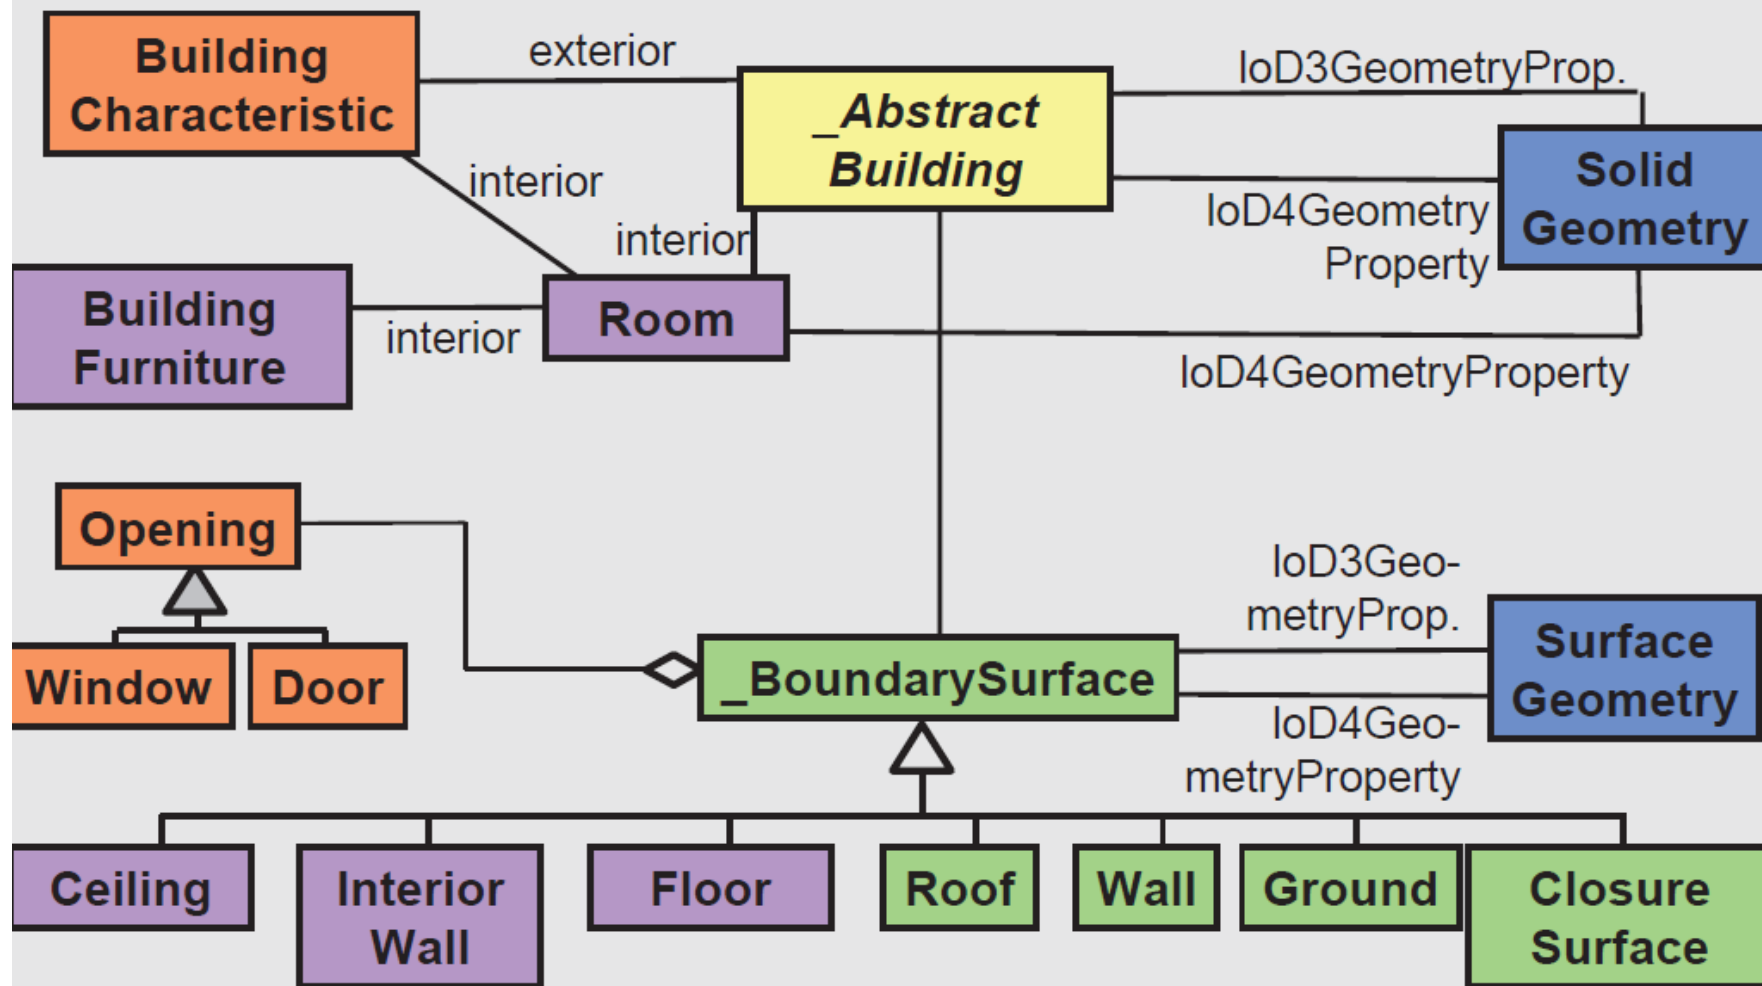 Building
Characteristic
exterior
_Abstract
_Building
loD3GeometryProp.
Solid
Geometry
interior
interior
loD4Geometry
Property
Building
Furniture
interior
Room
loD4GeometryProperty
Opening
Window
Door
_BoundarySurface
loD3Geo-
metryProp.
Surface
Geometry
loD4Geo-
metryProperty
Ceiling
Interior
Wall
Floor
Roof
Wall
Ground
Closure
Surface